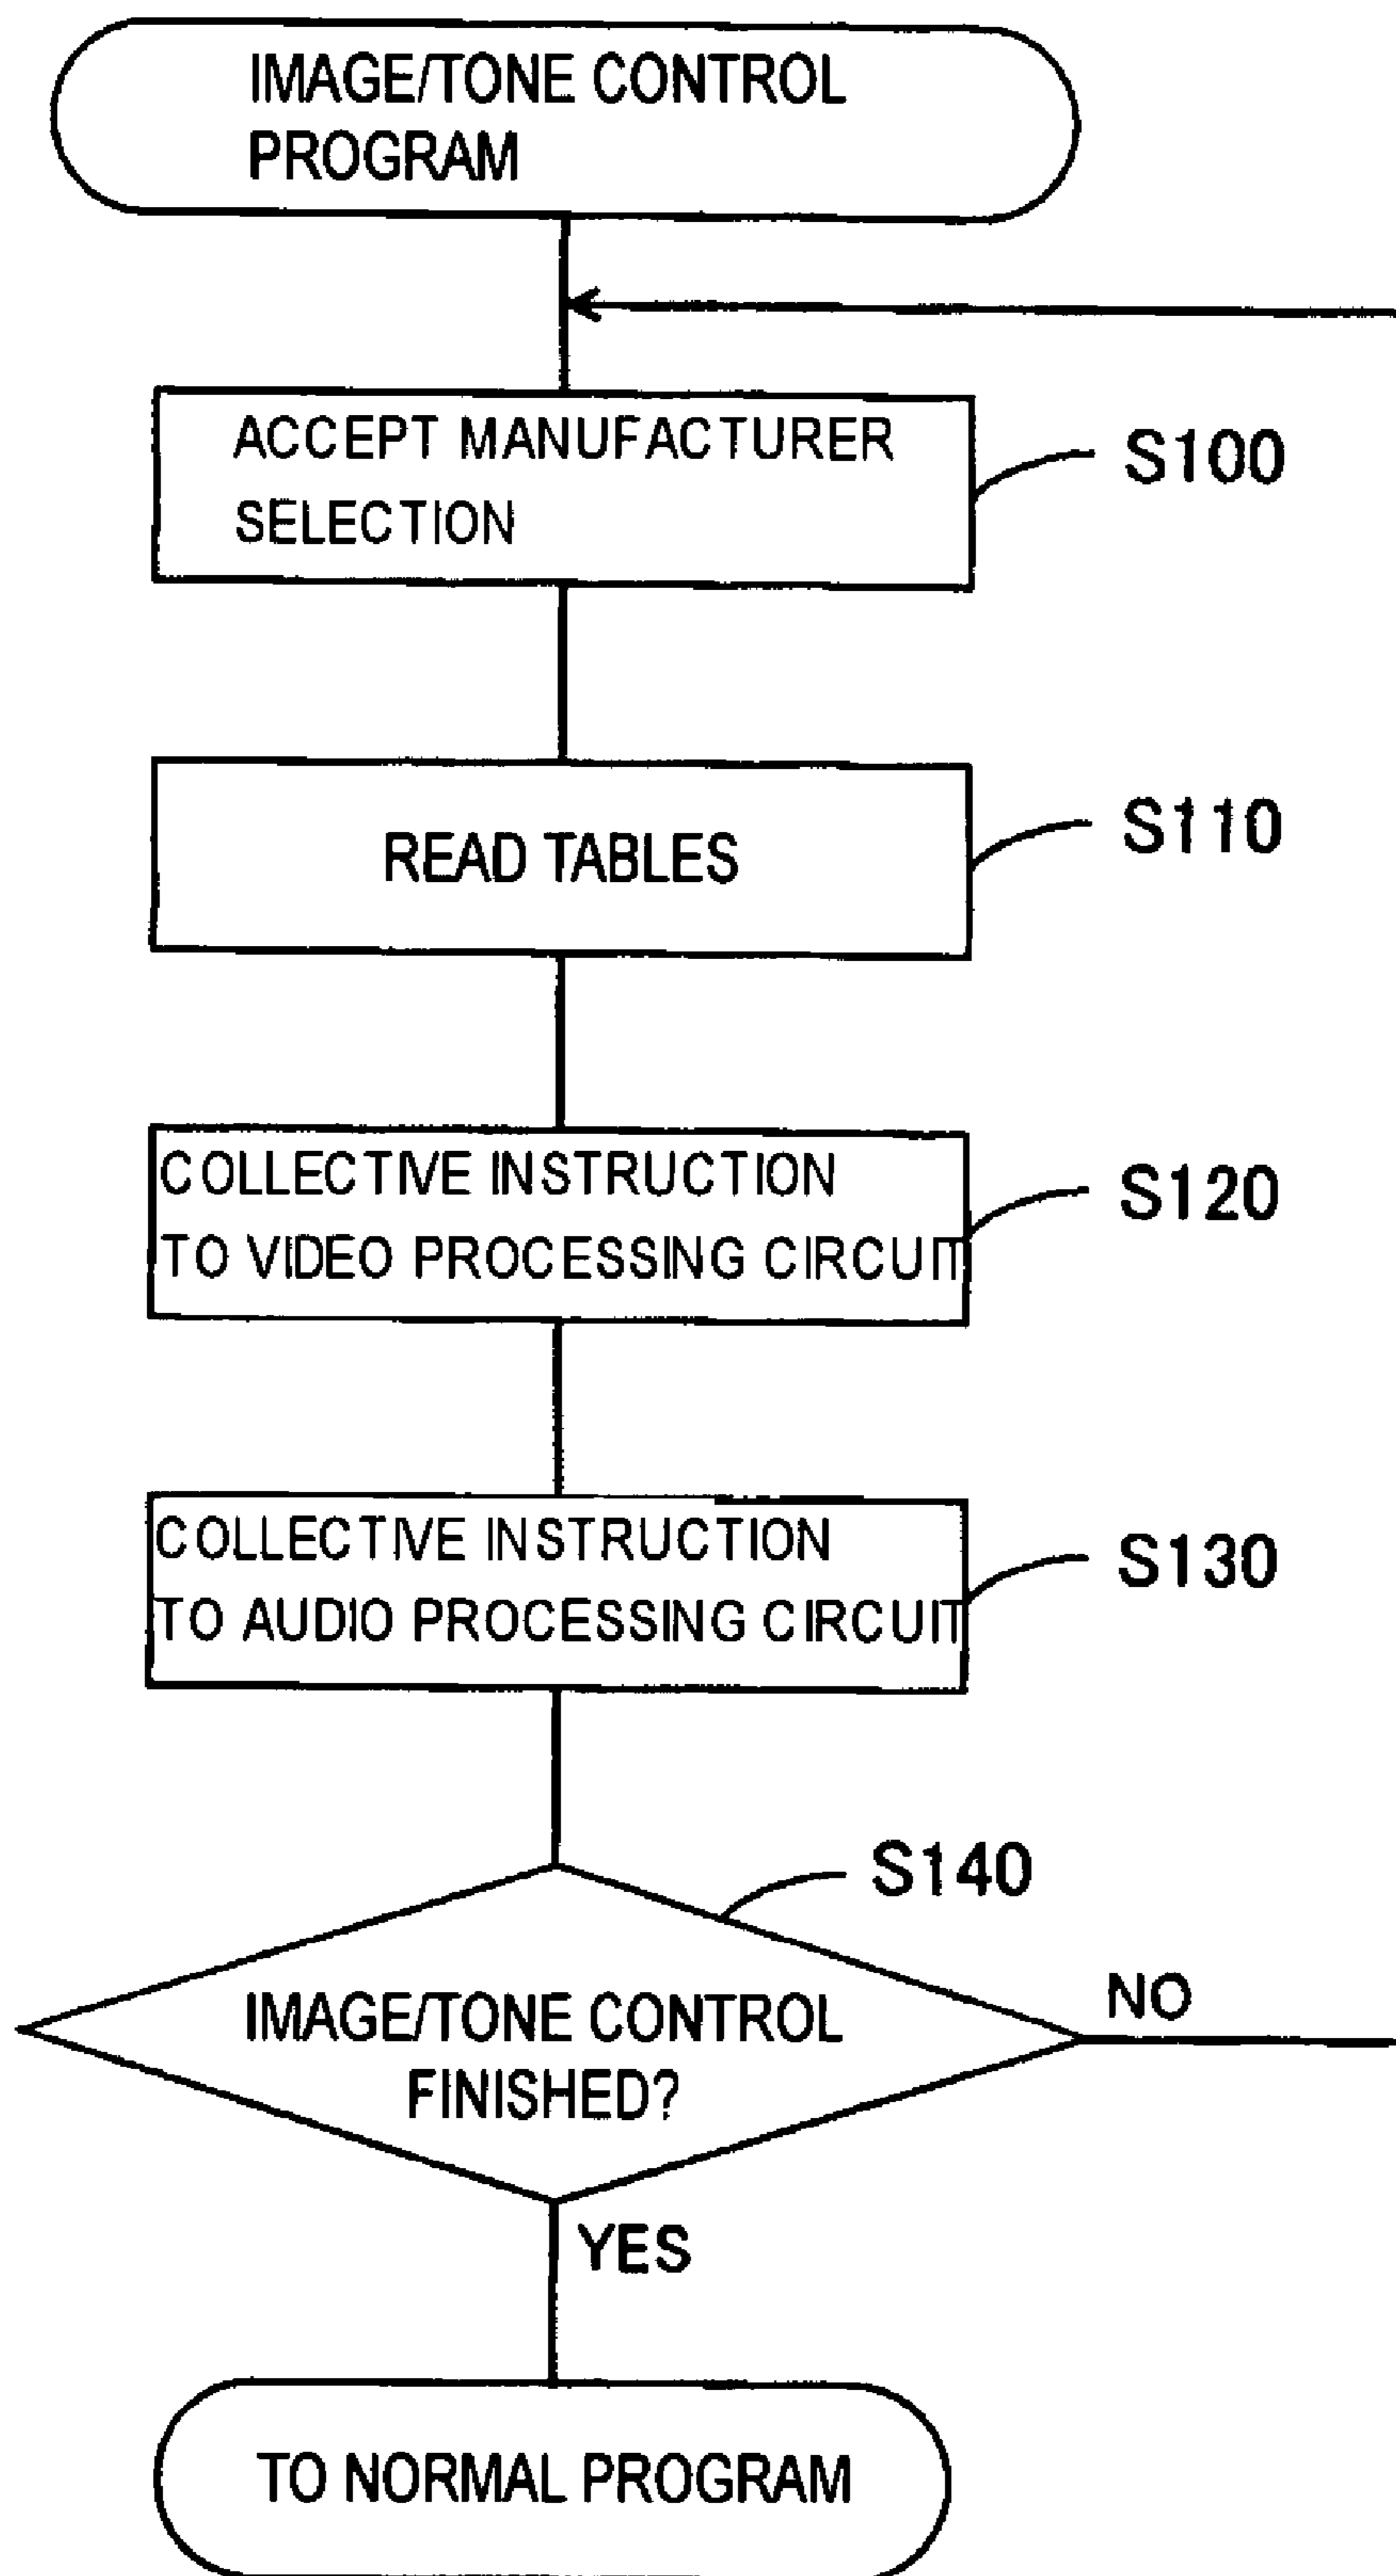 IMAGE/TONE CONTROL
PROGRAM
ACCEPT MANUFACTURER
SELECTION
S100
READ TABLES
S110
COLLECTIVE INSTRUCTION
TO VIDEO PROCESSING CIRCUIT
S120
COLLECTIVE INSTRUCTION
TO AUDIO PROCESSING CIRCUIT
S130
S140
IMAGE/TONE CONTROL
FINISHED?
NO
YES
TO NORMAL PROGRAM